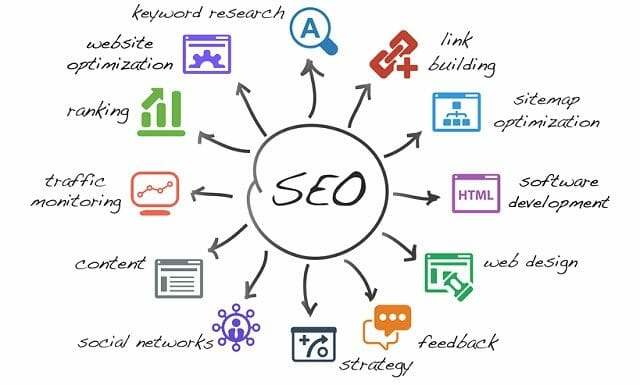 keyword research
A
link
building
website
optimization
sitemap
optimization
ranking
SEO
traffic
monitoring
HTML
software
development
content
web design
social networks
strategy
feedback